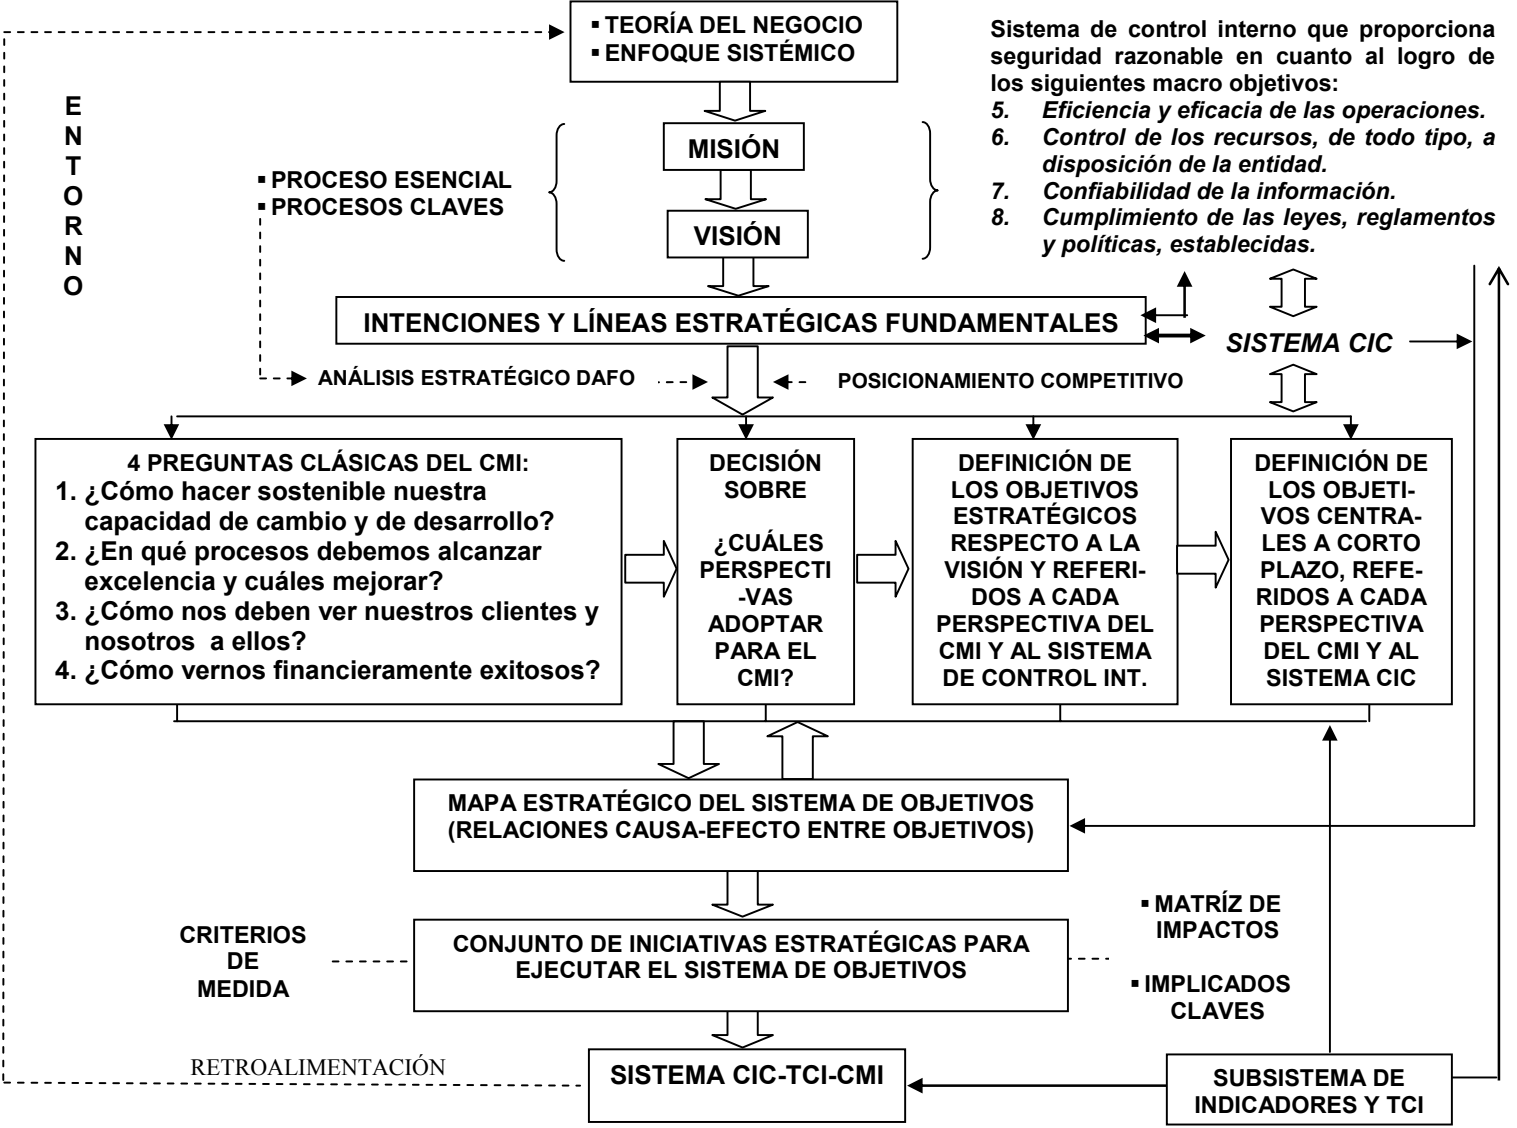 ▪ TEORÍA DEL NEGOCIO
▪ ENFOQUE SISTÉMICO
Sistema de control interno que proporciona
seguridad razonable en cuanto al logro de
los siguientes macro objetivos:
5. Eficiencia y eficacia de las operaciones.
6. Control de los recursos, de todo tipo, a
disposición de la entidad.
7. Confiabilidad de la información.
8. Cumplimiento de las leyes, reglamentos
y políticas, establecidas.
E
N
T
O
R
N
O
MISIÓN
▪ PROCESO ESENCIAL
▪ PROCESOS CLAVES
VISIÓN
INTENCIONES Y LÍNEAS ESTRATÉGICAS FUNDAMENTALES
SISTEMA CIC
ANÁLISIS ESTRATÉGICO DAFO
POSICIONAMIENTO COMPETITIVO
4 PREGUNTAS CLÁSICAS DEL CMI:
1. ¿Cómo hacer sostenible nuestra
capacidad de cambio y de desarrollo?
2. ¿En qué procesos debemos alcanzar
excelencia y cuáles mejorar?
3. ¿Cómo nos deben ver nuestros clientes y
nosotros a ellos?
4. ¿Cómo vernos financieramente exitosos?
DECISIÓN
SOBRE
¿CUÁLES
PERSPECTI
-VAS
ADOPTAR
PARA EL
CMI?
DEFINICIÓN DE
LOS OBJETIVOS
ESTRATÉGICOS
RESPECTO A LA
VISIÓN Y REFERI-
DOS A CADA
PERSPECTIVA DEL
CMI Y AL SISTEMA
DE CONTROL INT.
DEFINICIÓN DE
LOS OBJETI-
VOS CENTRA-
LES A CORTO
PLAZO, REFE-
RIDOS A CADA
PERSPECTIVA
DEL CMI Y AL
SISTEMA CIC
MAPA ESTRATÉGICO DEL SISTEMA DE OBJETIVOS
(RELACIONES CAUSA-EFECTO ENTRE OBJETIVOS)
CRITERIOS
DE
MEDIDA
CONJUNTO DE INICIATIVAS ESTRATÉGICAS PARA
EJECUTAR EL SISTEMA DE OBJETIVOS
▪ MATRÍZ DE
IMPACTOS
▪ IMPLICADOS
CLAVES
RETROALIMENTACIÓN
SISTEMA CIC-TCI-CMI
SUBSISTEMA DE
INDICADORES Y TCI